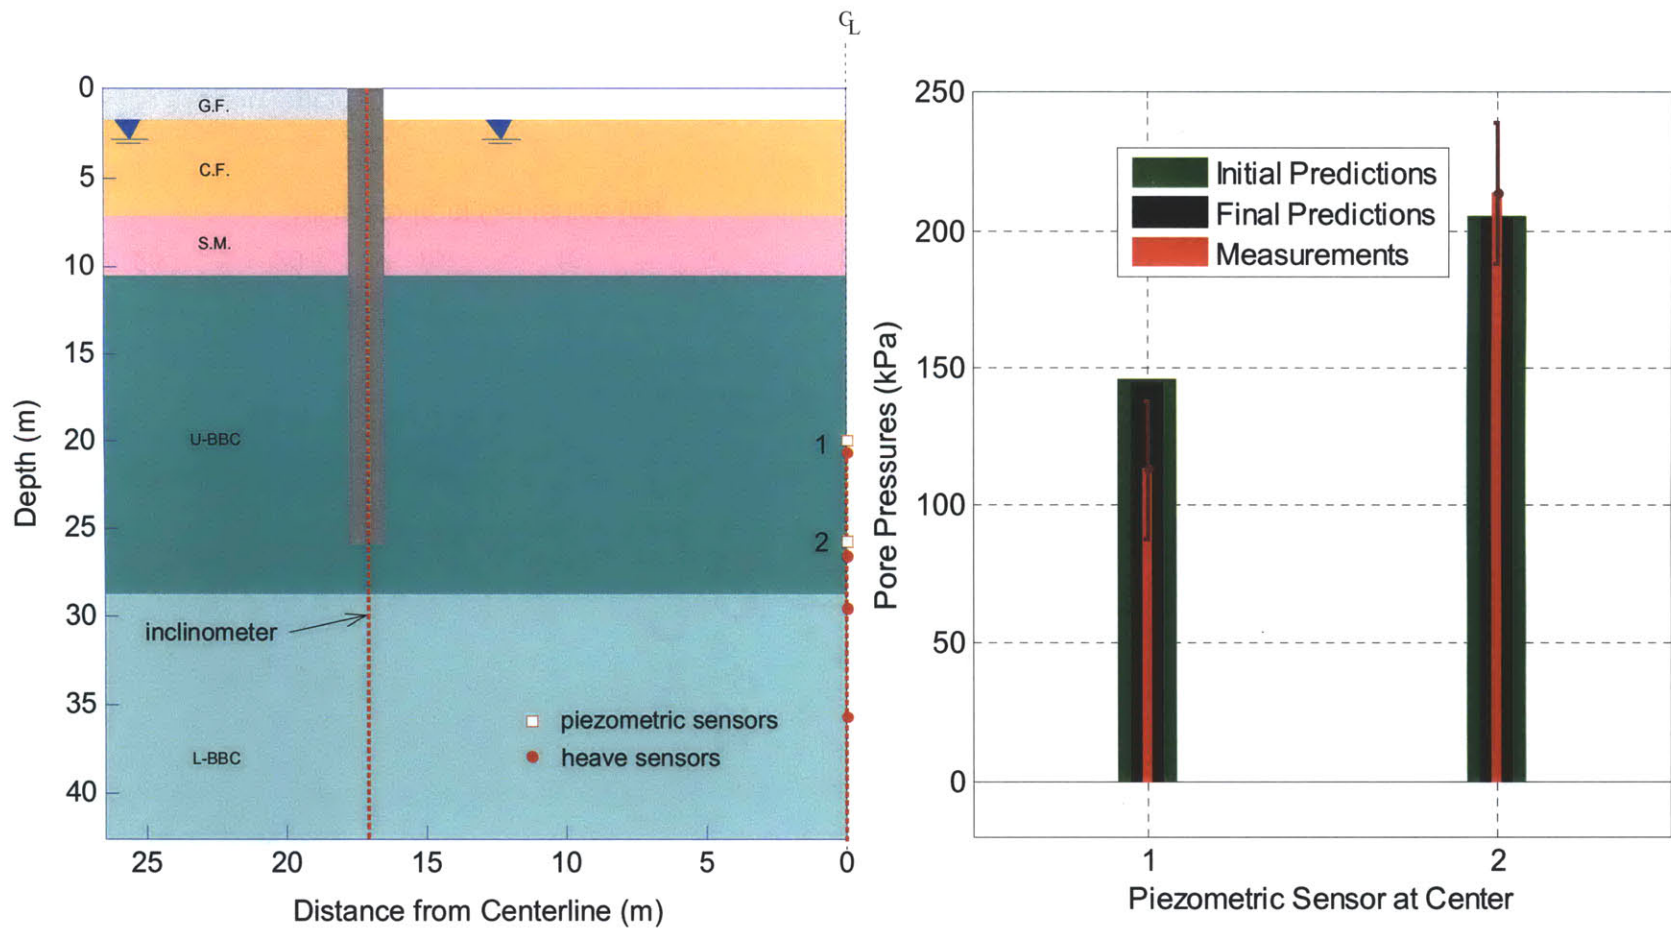 CL
0
5
10
15
20
25
30
35
40
Depth (m)
G.F.
C.F.
S.M.
U-BBC
L-BBC
inclinometer
1
2
piezometric sensors
heave sensors
25 20 15 10 5 0
Distance from Centerline (m)
250
200
150
100
50
0
Pore Pressures (kPa)
Initial Predictions
Final Predictions
Measurements
1 2
Piezometric Sensor at Center